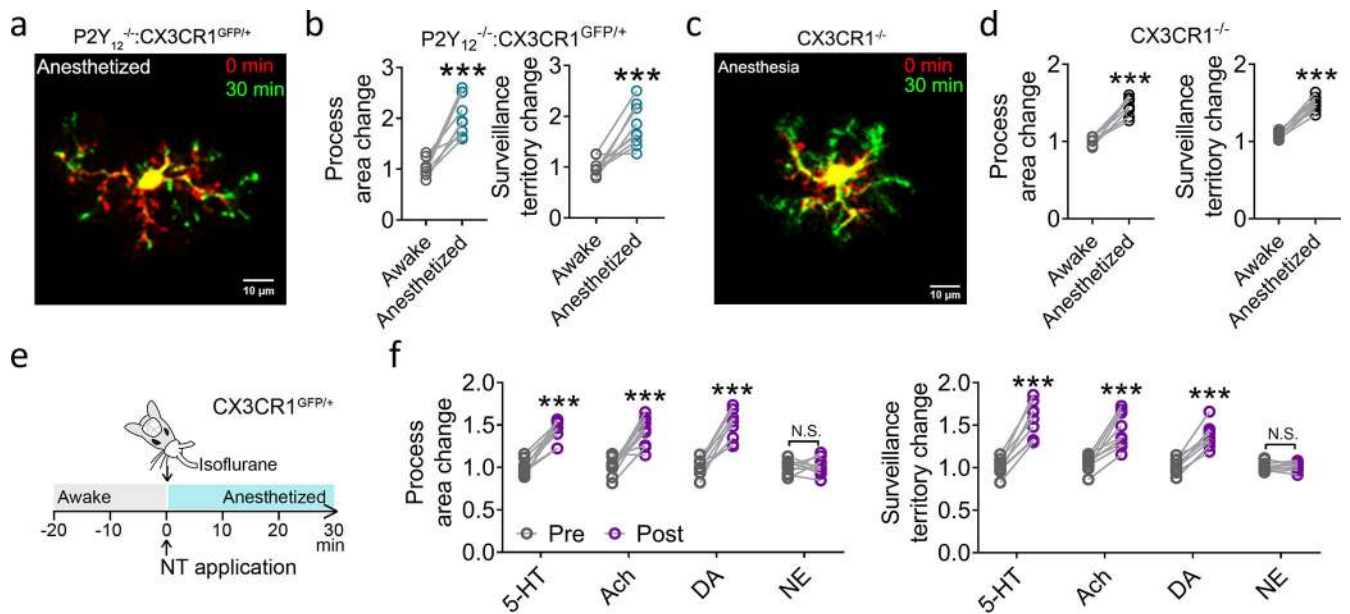 a
P2Y₁₂⁻/⁻:CX3CR1ᴳᶠᴾ/⁺
Anesthetized
0 min
30 min
10 µm
b
P2Y₁₂⁻/⁻:CX3CR1ᴳᶠᴾ/⁺
Process
area change
3
2
1
0
***
Awake
Anesthetized
Surveillance
territory change
3
2
1
0
***
Awake
Anesthetized
c
CX3CR1⁻/⁻
Anesthesia
0 min
30 min
10 µm
d
CX3CR1⁻/⁻
Process
area change
2
1
0
***
Awake
Anesthetized
Surveillance
territory change
2
1
0
***
Awake
Anesthetized
e
CX3CR1ᴳᶠᴾ/⁺
Isoflurane
Awake
Anesthetized
-20 -10 0 10 20 30
min
NT application
f
Process
area change
2.0
1.5
1.0
0.5
0.0
*** *** *** N.S.
Pre Post
5-HT Ach DA NE
Surveillance
territory change
2.0
1.5
1.0
0.5
0.0
*** *** *** N.S.
5-HT Ach DA NE